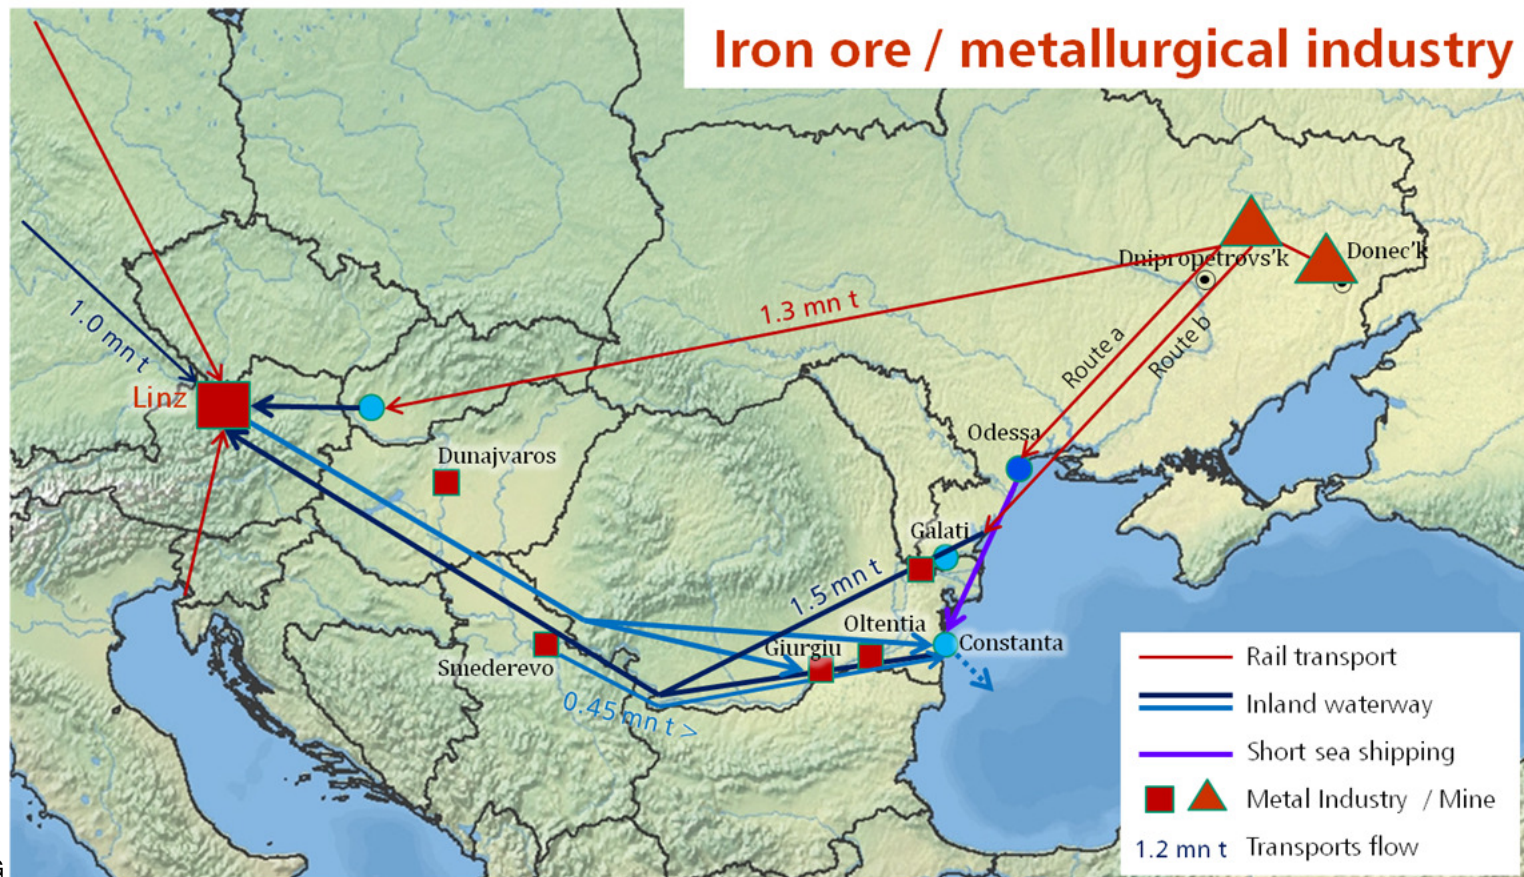 Iron ore / metallurgical industry
Dnipropetrovs'k
Donec'k
1.3 mn t
1.0 mn t
Route a
Route b
Linz
Odessa
Dunajvaros
Galati
1.5 mn t
Oltentia
Giurgiu
Constanta
Smederevo
0.45 mn t >
Rail transport
Inland waterway
Short sea shipping
Metal Industry / Mine
1.2 mn t Transports flow